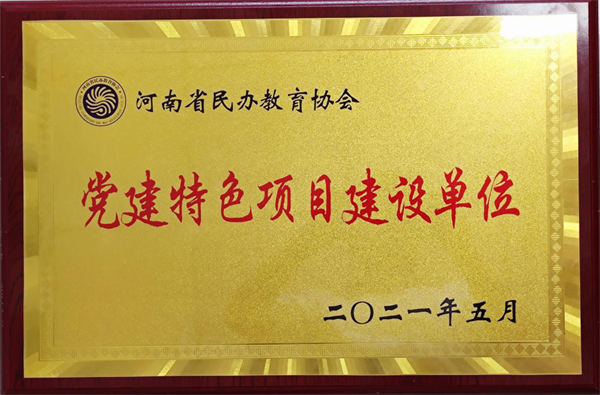 河南省民办教育协会
党建特色项目建设单位
二〇二一年五月